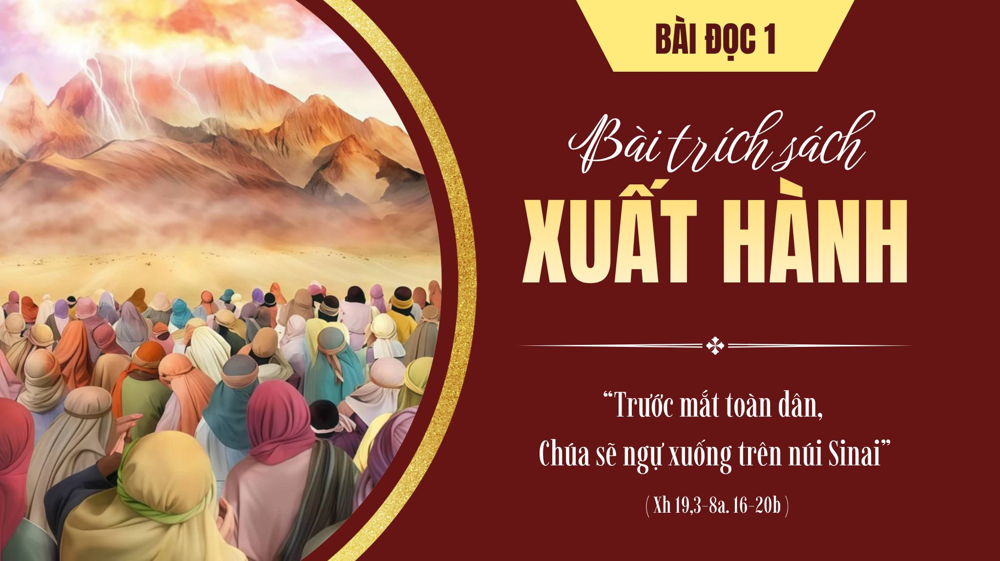 BÀI ĐỌC 1
Bài trích sách
XUẤT HÀNH
“Trước mắt toàn dân,
Chúa sẽ ngự xuống trên núi Sinai”
( Xh 19,3-8a. 16-20b )